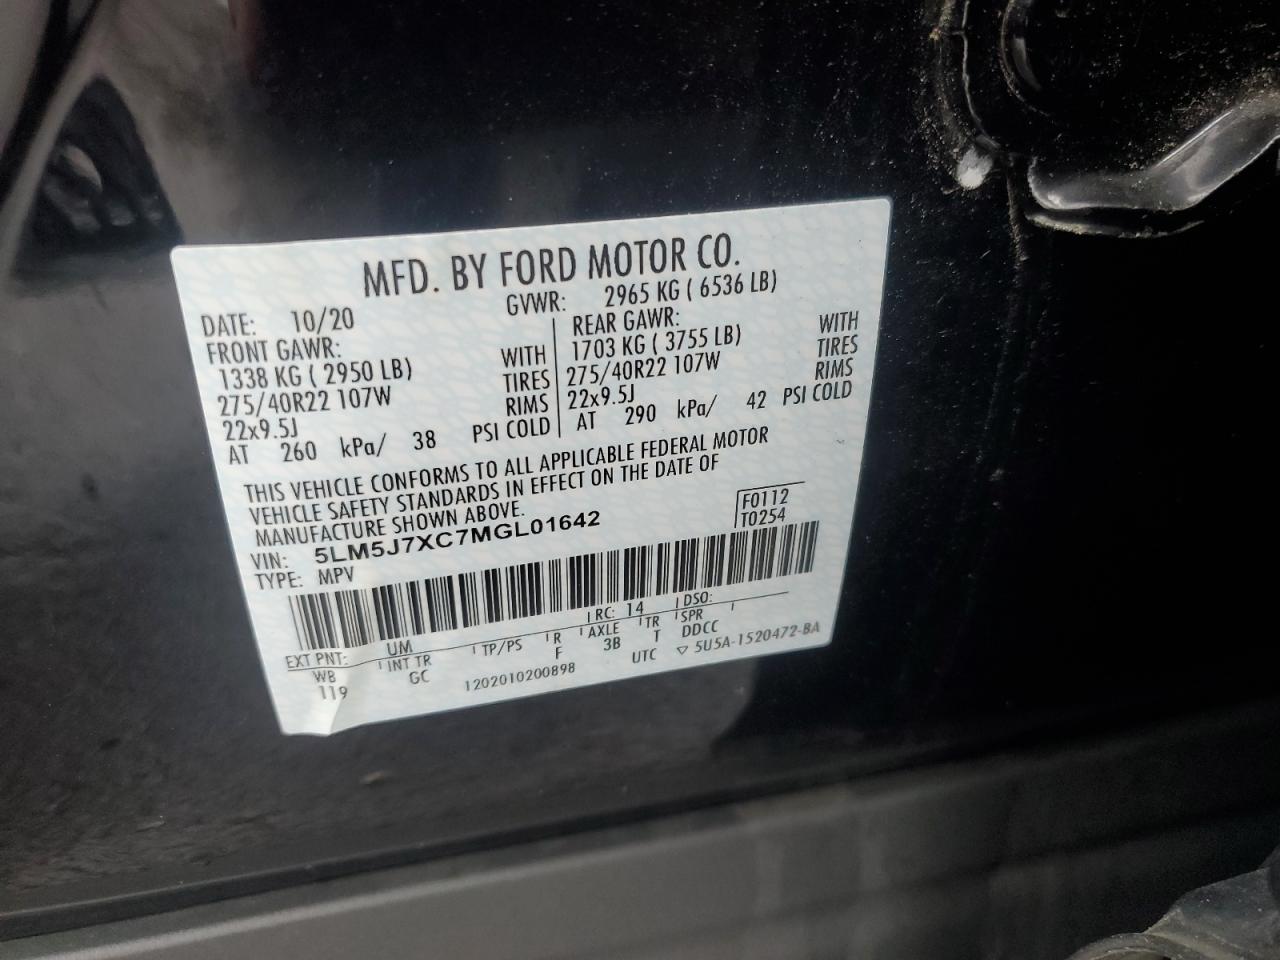 MFD. BY FORD MOTOR CO.
DATE: 10/20 GVWR: 2965 KG ( 6536 LB)
FRONT GAWR: REAR GAWR:
1338 KG ( 2950 LB) WITH 1703 KG ( 3755 LB) WITH
275/40R22 107W TIRES 275/40R22 107W TIRES
22x9.5J RIMS 22x9.5J RIMS
AT 260 kPa/ 38 PSI COLD AT 290 kPa/ 42 PSI COLD
THIS VEHICLE CONFORMS TO ALL APPLICABLE FEDERAL MOTOR
VEHICLE SAFETY STANDARDS IN EFFECT ON THE DATE OF
MANUFACTURE SHOWN ABOVE.
VIN: 5LM5J7XC7MGL01642 F0112
TYPE: MPV T0254
EXT PNT: UM RC: 14 DSO:
WB INT TR TP/PS R AXLE TR SPR
119 GC F 3B T DDCC
1202010200898 UTC ▽ 5U5A-1520472-BA